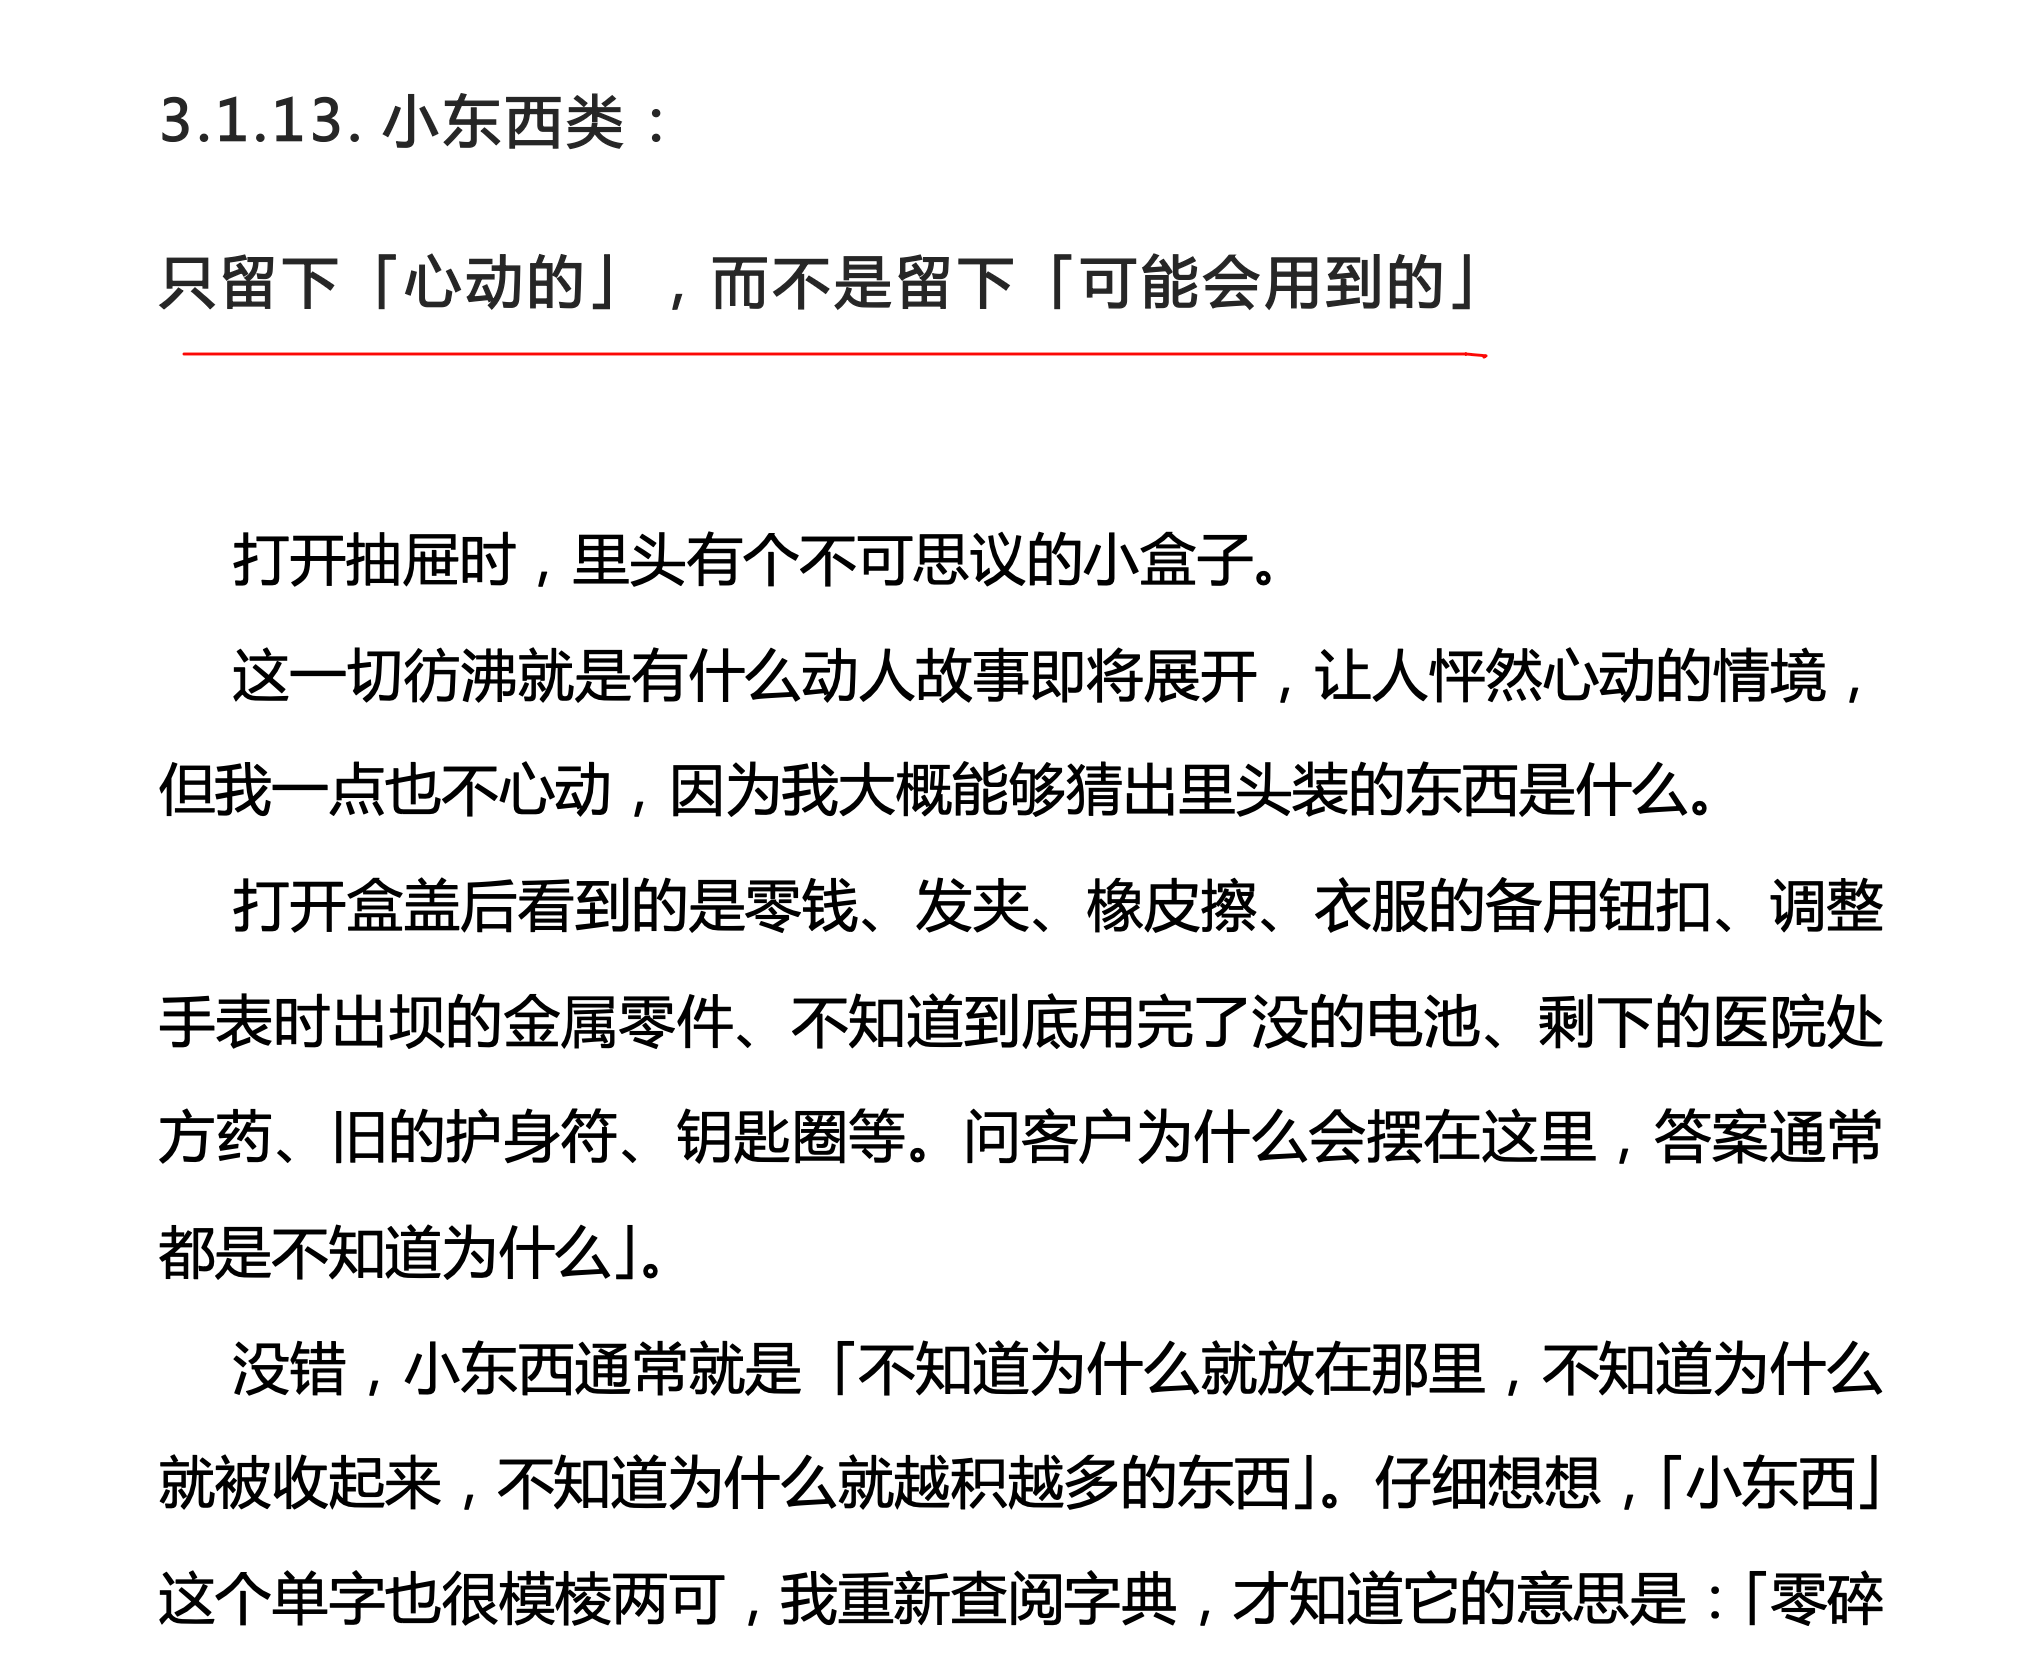 3.1.13. 小东西类：
只留下「心动的」，而不是留下「可能会用到的」
打开抽屉时，里头有个不可思议的小盒子。
这一切彷沸就是有什么动人故事即将展开，让人怦然心动的情境，
但我一点也不心动，因为我大概能够猜出里头装的东西是什么。
打开盒盖后看到的是零钱、发夹、橡皮擦、衣服的备用钮扣、调整
手表时出坝的金属零件、不知道到底用完了没的电池、剩下的医院处
方药、旧的护身符、钥匙圈等。问客户为什么会摆在这里，答案通常
都是不知道为什么」。
没错，小东西通常就是「不知道为什么就放在那里，不知道为什么
就被收起来，不知道为什么就越积越多的东西」。仔细想想，「小东西」
这个单字也很模棱两可，我重新查阅字典，才知道它的意思是：「零碎